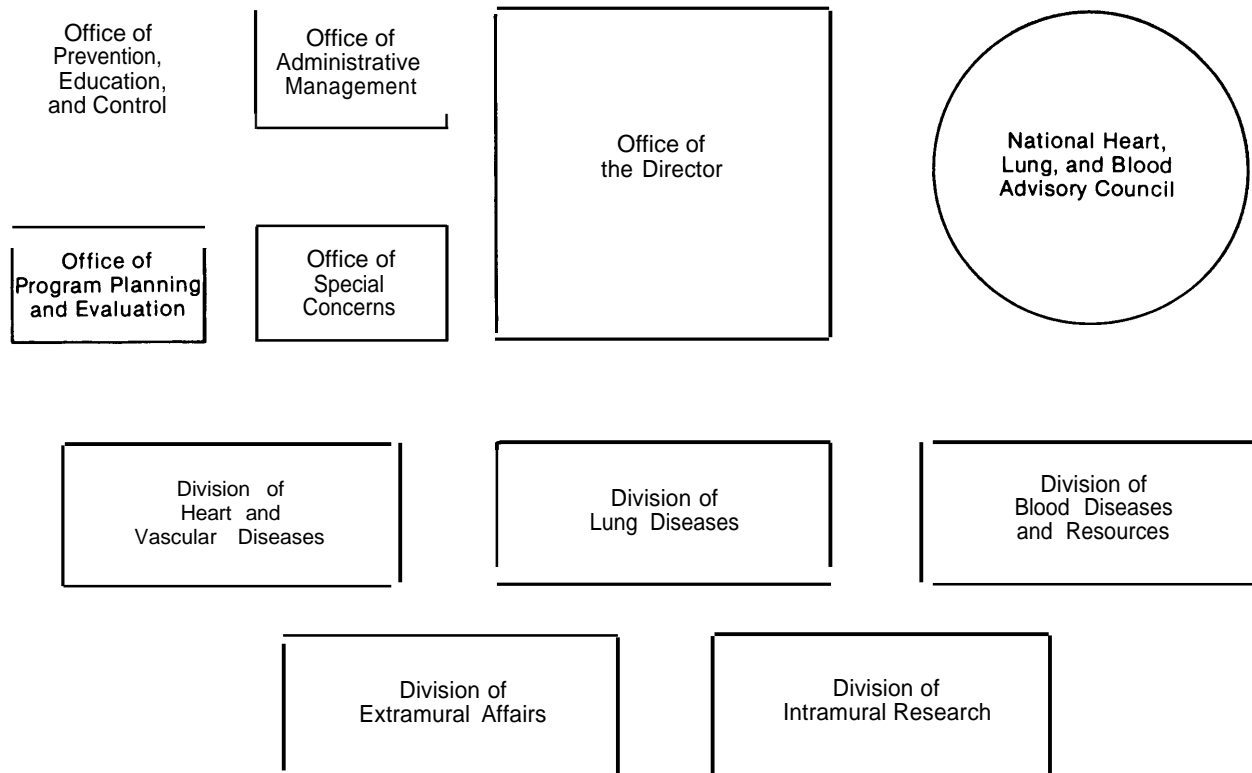 Office of
Prevention,
Education,
and Control
Office of
Administrative
Management
Office of
the Director
National Heart,
Lung, and Blood
Advisory Council
Office of
Program Planning
and Evaluation
Office of
Special
Concerns
Division of
Heart and
Vascular Diseases
Division of
Lung Diseases
Division of
Blood Diseases
and Resources
Division of
Extramural Affairs
Division of
Intramural Research